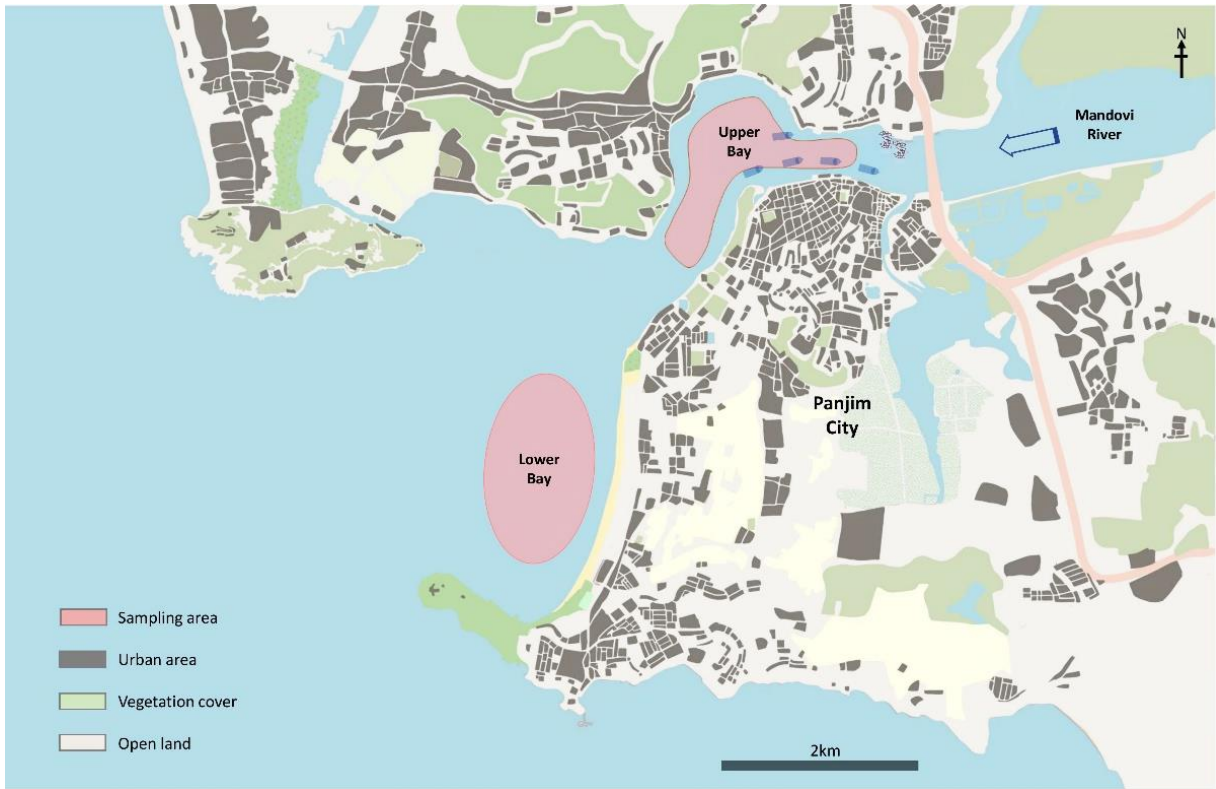 N
Mandovi
River
Upper
Bay
Panjim
City
Lower
Bay
Sampling area
Urban area
Vegetation cover
Open land
2km